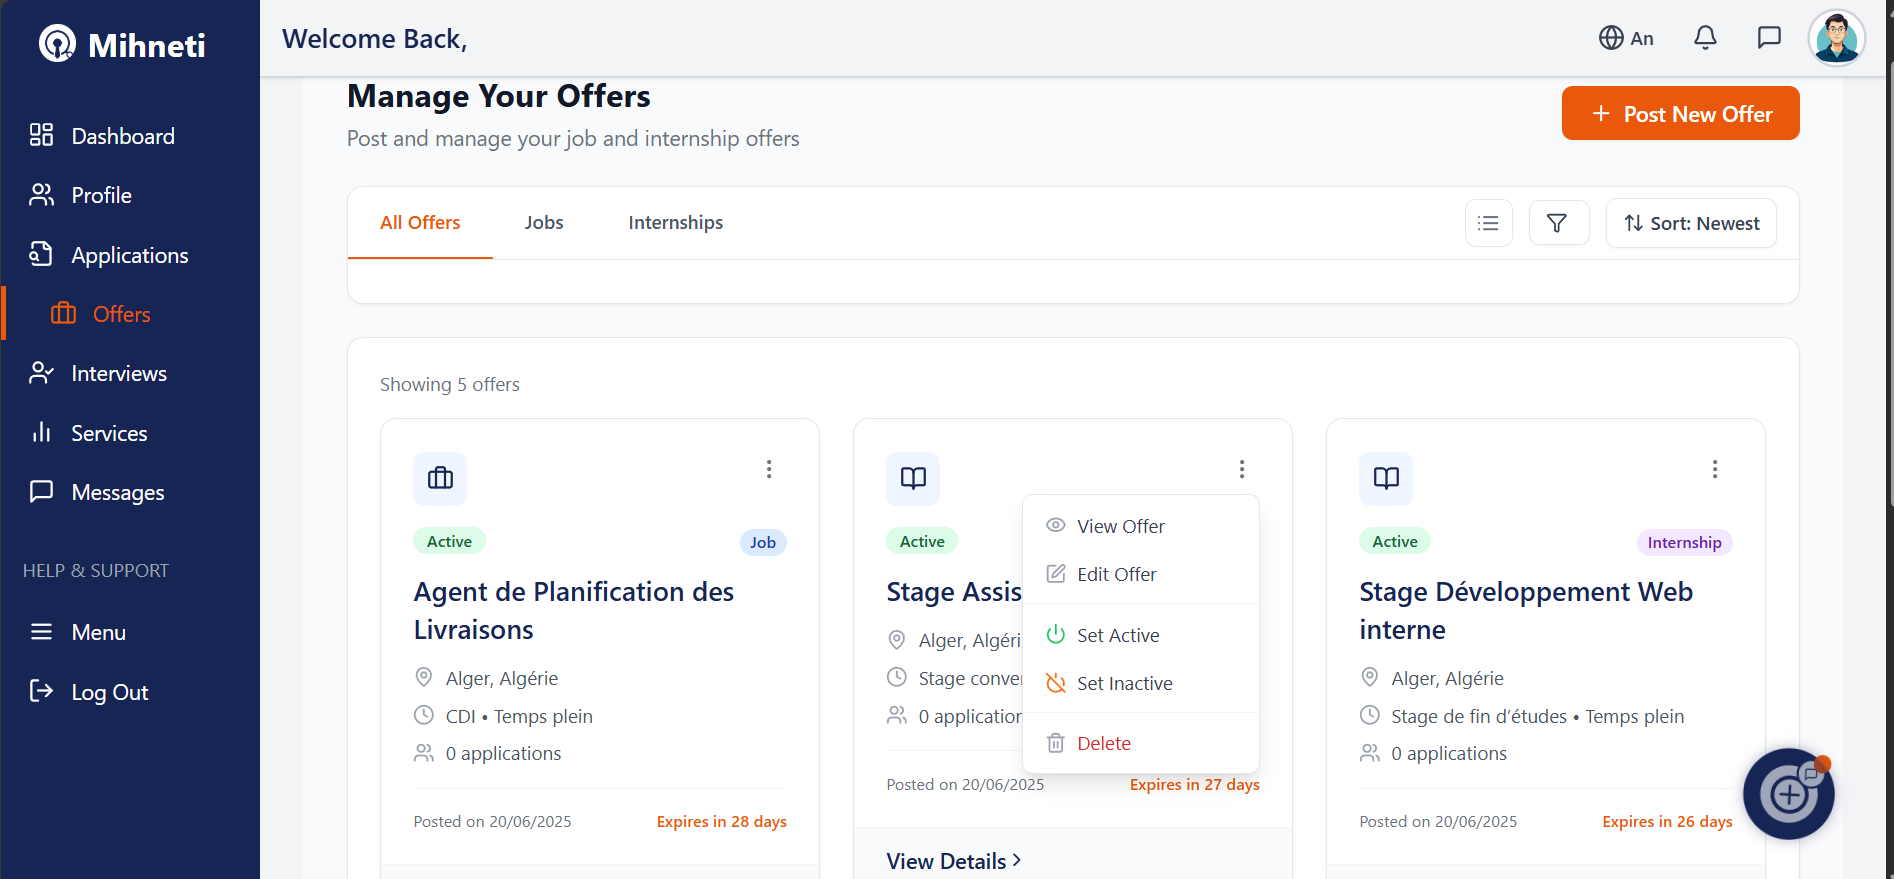 Mihneti
Dashboard
Profile
Applications
Offers
Interviews
Services
Messages
HELP & SUPPORT
Menu
Log Out
Welcome Back,
An
Manage Your Offers
Post and manage your job and internship offers
Post New Offer
All Offers
Jobs
Internships
Sort: Newest
Showing 5 offers
Active
Job
Agent de Planification des
Livraisons
Alger, Algérie
CDI • Temps plein
0 applications
Posted on 20/06/2025
Expires in 28 days
Active
Stage
Alger,
Stage
0
Posted on 20/06/2025
Expires in 27 days
View Details
View Offer
Edit Offer
Set Active
Set Inactive
Delete
Active
Internship
Stage Développement Web
interne
Alger, Algérie
Stage de fin d’études • Temps plein
0 applications
Posted on 20/06/2025
Expires in 26 days